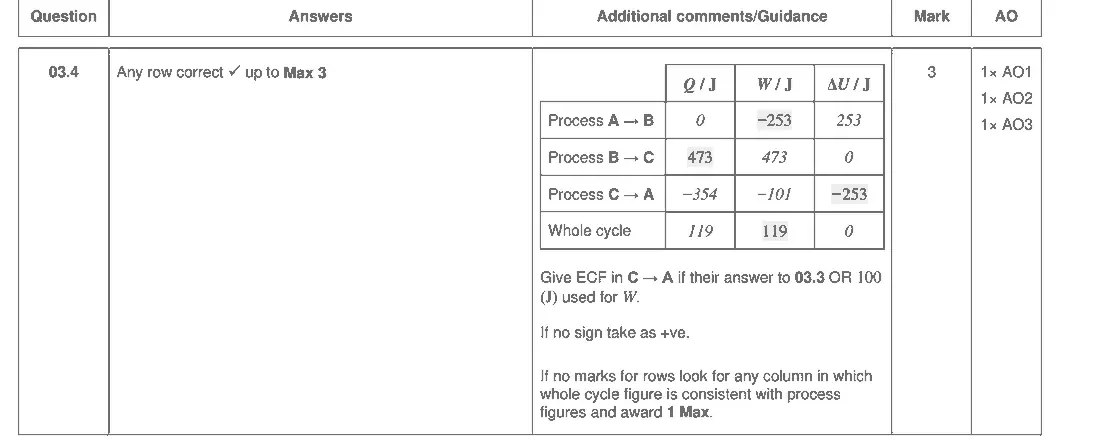 Question Answers Additional comments/Guidance Mark AO
03.4 Any row correct ✓ up to Max 3 3 1× AO1
1× AO2
1× AO3
Q / J W / J ΔU / J
Process A → B 0 −253 253
Process B → C 473 473 0
Process C → A −354 −101 −253
Whole cycle 119 119 0
Give ECF in C → A if their answer to 03.3 OR 100
(J) used for W.
If no sign take as +ve.
If no marks for rows look for any column in which
whole cycle figure is consistent with process
figures and award 1 Max.